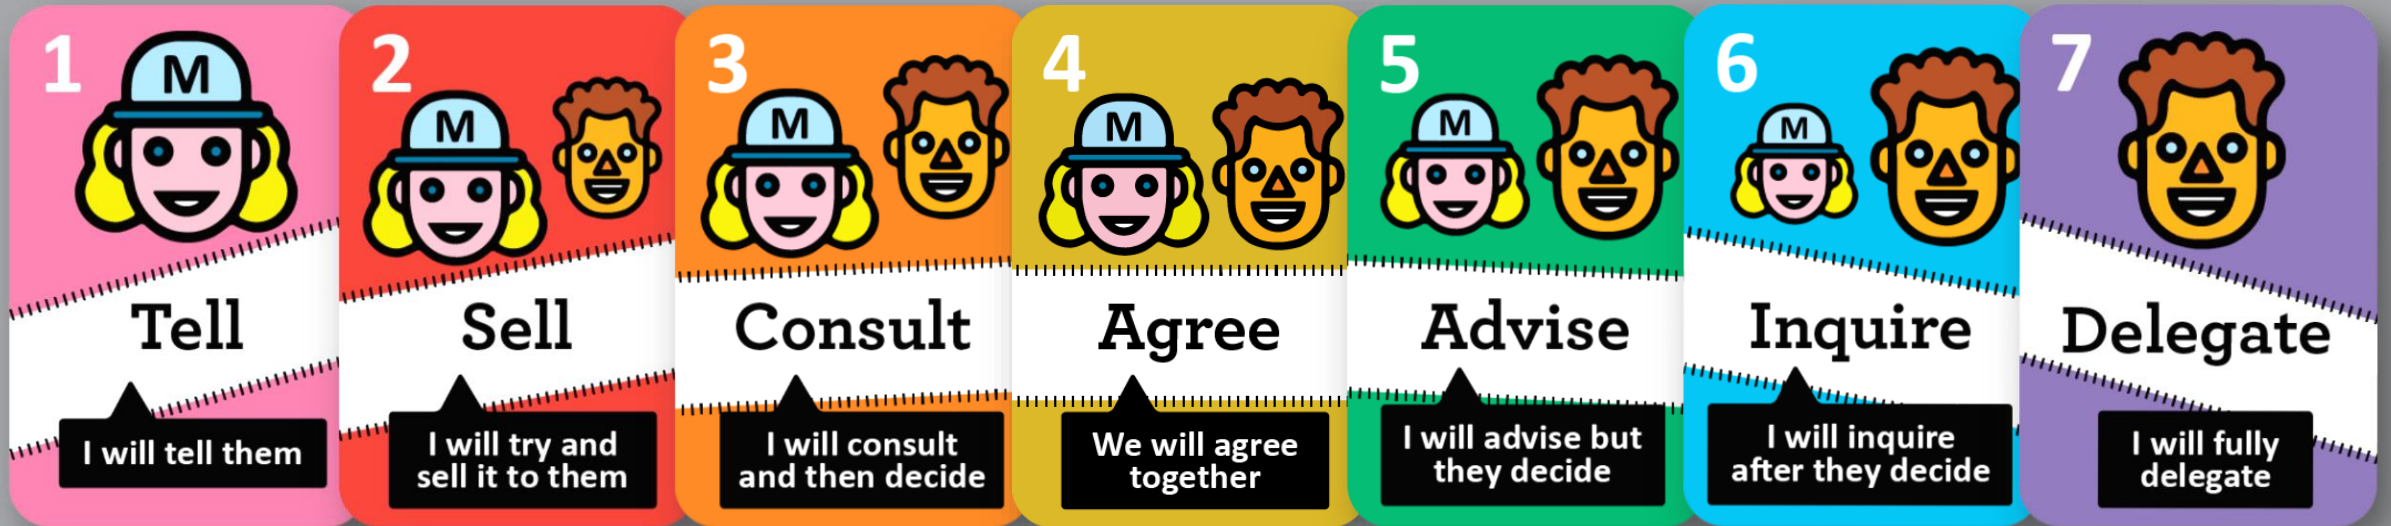 1
M
Tell
I will tell them
2
M
Sell
I will try and
sell it to them
3
M
Consult
I will consult
and then decide
4
M
Agree
We will agree
together
5
M
Advise
I will advise but
they decide
6
M
Inquire
I will inquire
after they decide
7
Delegate
I will fully
delegate